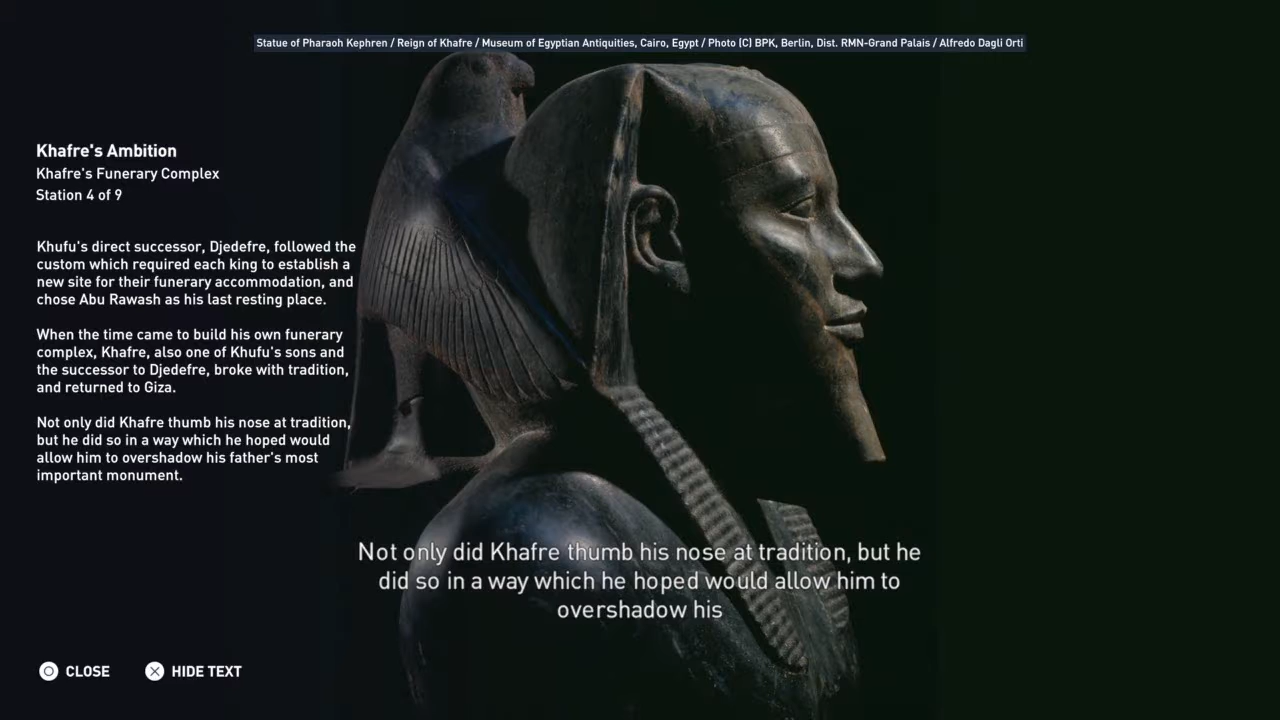 Statue of Pharaoh Kephren / Reign of Khafre / Museum of Egyptian Antiquities, Cairo, Egypt / Photo (C) BPK, Berlin, Dist. RMN-Grand Palais / Alfredo Dagli Orti
Khafre's Ambition
Khafre's Funerary Complex
Station 4 of 9
Khufu's direct successor, Djedefre, followed the
custom which required each king to establish a
new site for their funerary accommodation, and
chose Abu Rawash as his last resting place.
When the time came to build his own funerary
complex, Khafre, also one of Khufu's sons and
the successor to Djedefre, broke with tradition,
and returned to Giza.
Not only did Khafre thumb his nose at tradition,
but he did so in a way which he hoped would
allow him to overshadow his father's most
important monument.
Not only did Khafre thumb his nose at tradition, but he
did so in a way which he hoped would allow him to
overshadow his
CLOSE
HIDE TEXT